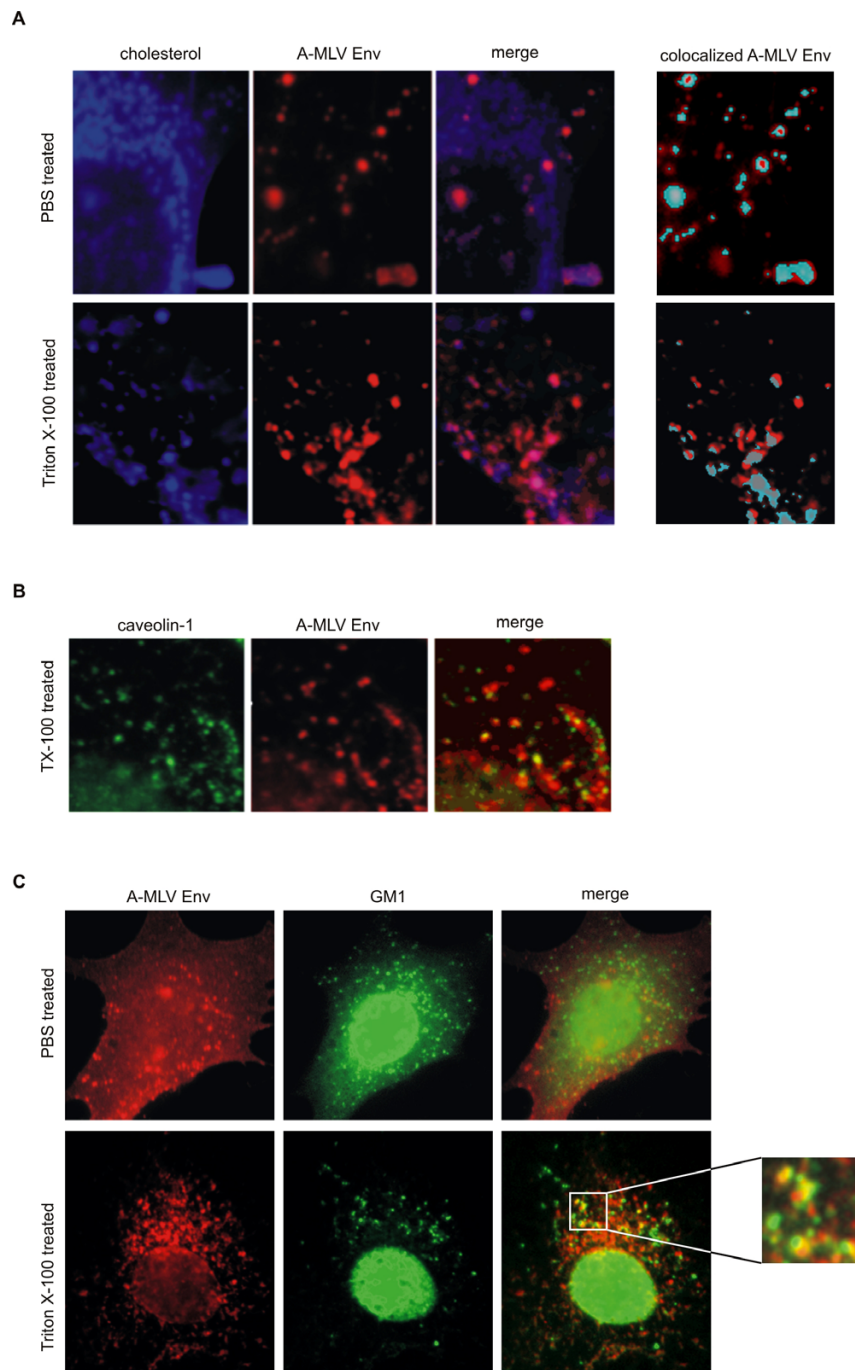 A
cholesterol A-MLV Env merge colocalized A-MLV Env
PBS treated
Triton X-100 treated
B
caveolin-1 A-MLV Env merge
TX-100 treated
C
A-MLV Env GM1 merge
PBS treated
Triton X-100 treated